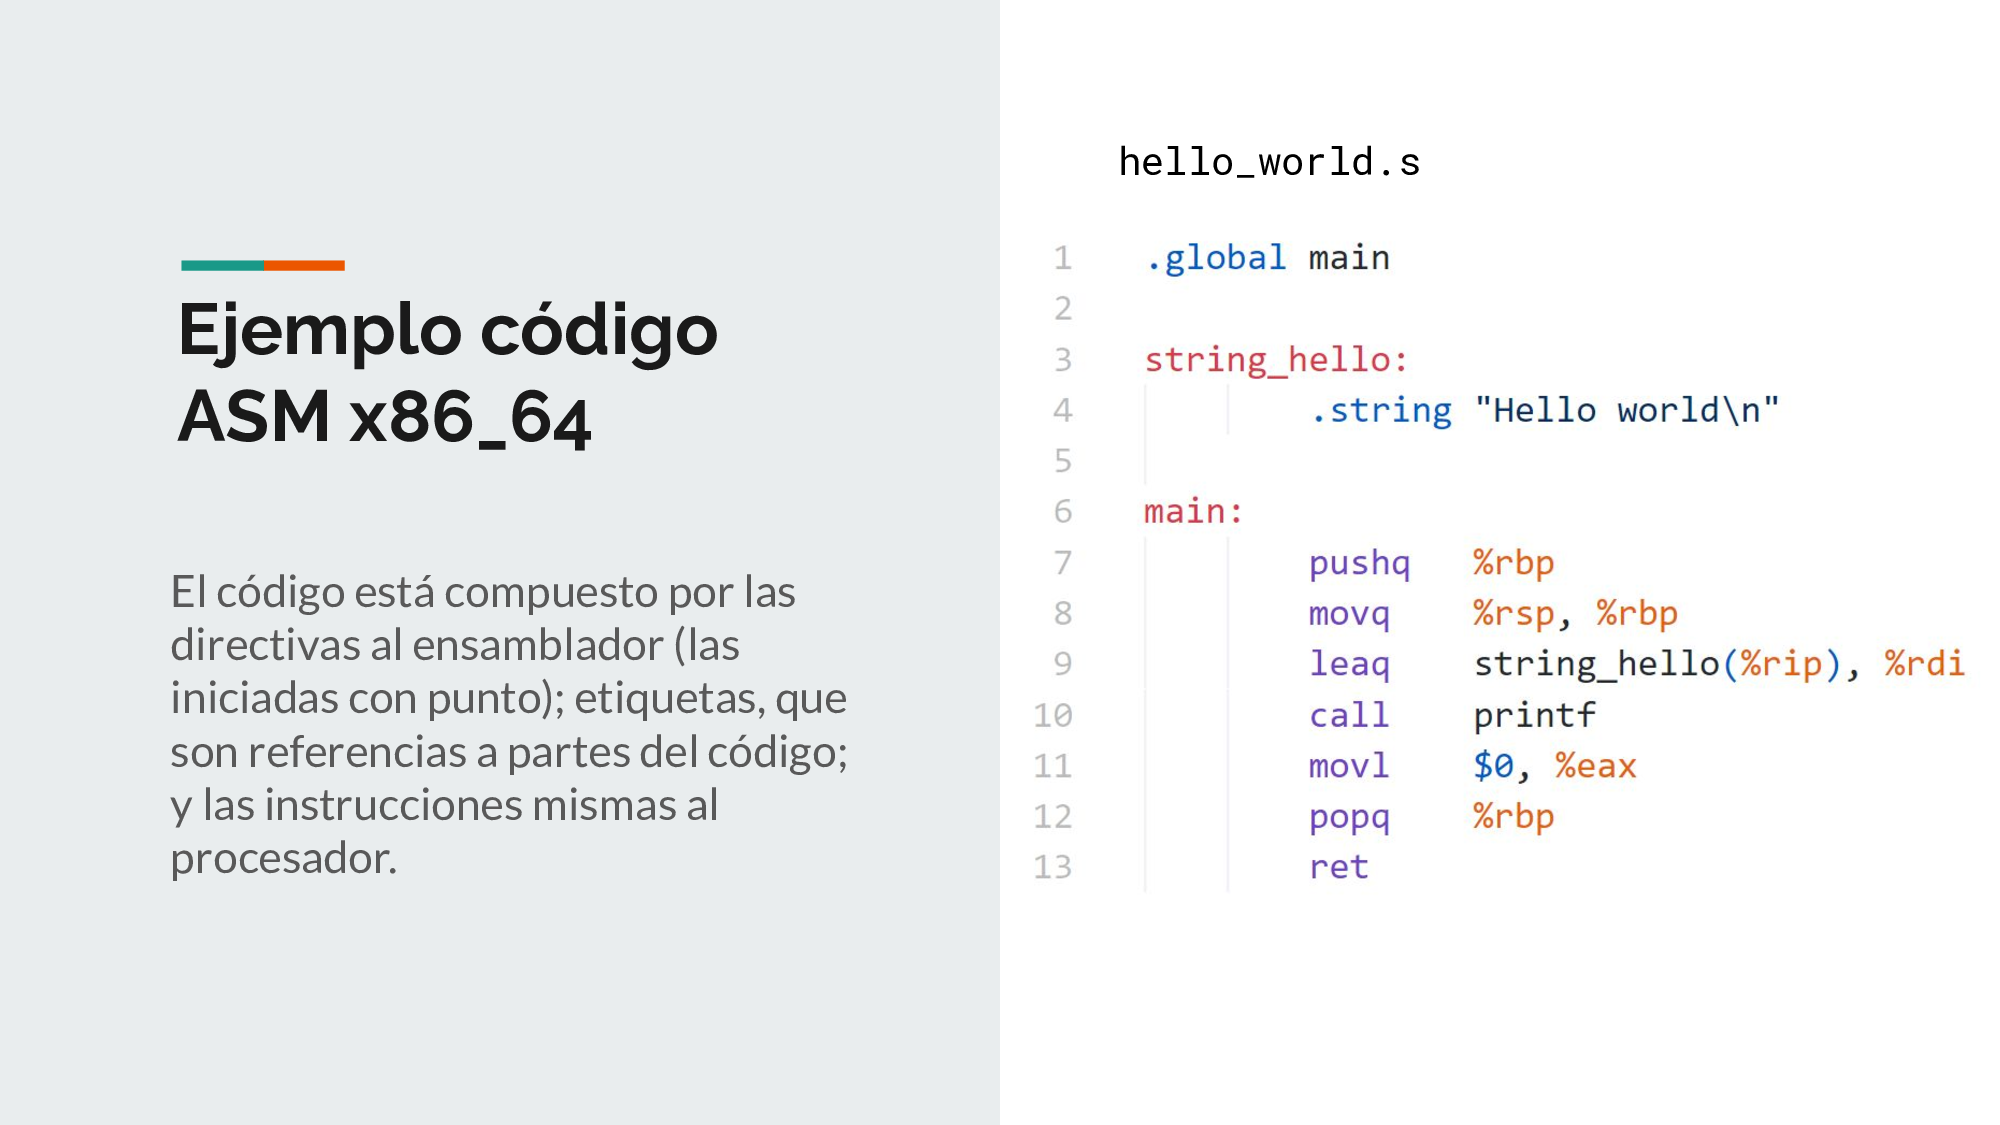 Ejemplo código
ASM x86_64
El código está compuesto por las
directivas al ensamblador (las
iniciadas con punto); etiquetas, que
son referencias a partes del código;
y las instrucciones mismas al
procesador.
hello_world.s
1 .global main
2
3 string_hello:
4 .string "Hello world\n"
5
6 main:
7 pushq %rbp
8 movq %rsp, %rbp
9 leaq string_hello(%rip), %rdi
10 call printf
11 movl $0, %eax
12 popq %rbp
13 ret